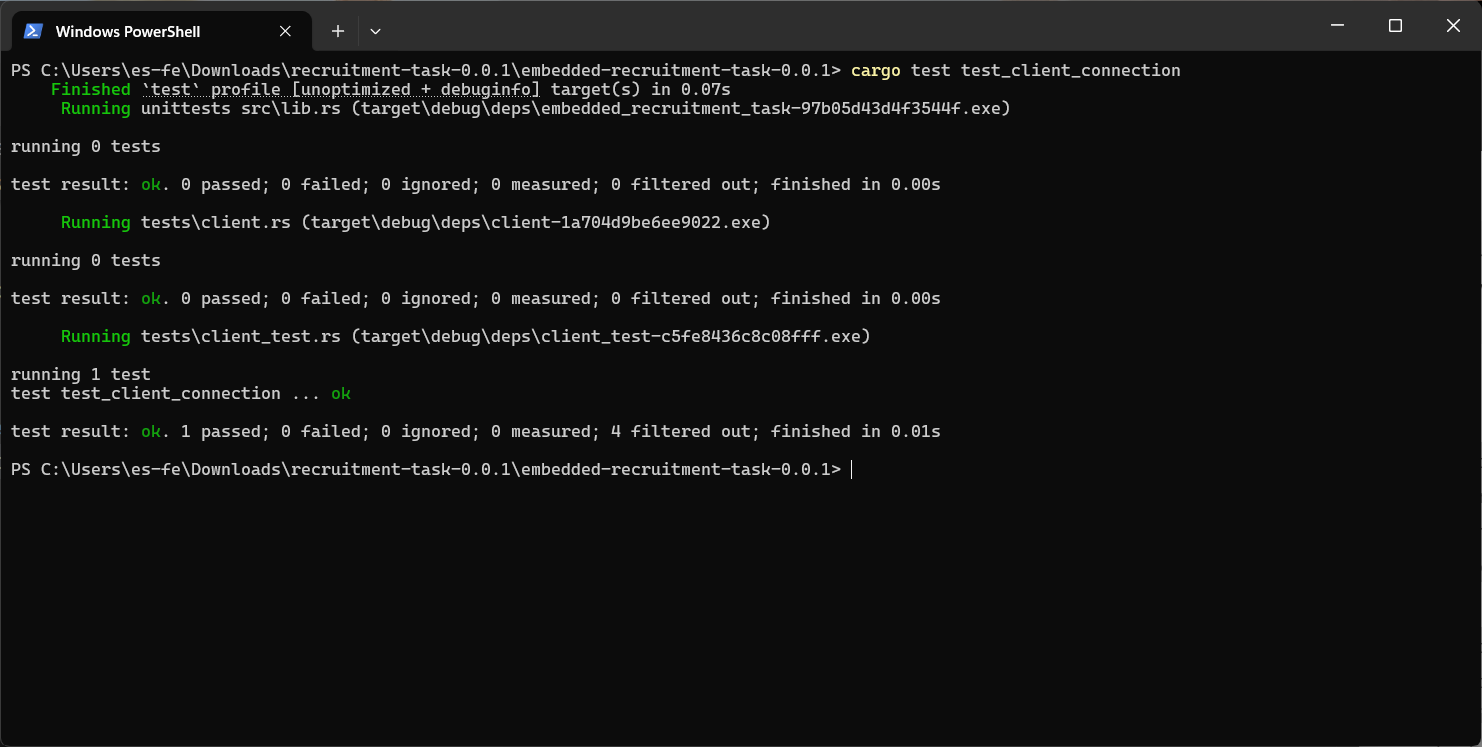 Windows PowerShell
PS C:\Users\es-fe\Downloads\recruitment-task-0.0.1\embedded-recruitment-task-0.0.1> cargo test test_client_connection
    Finished `test` profile [unoptimized + debuginfo] target(s) in 0.07s
     Running unittests src\lib.rs (target\debug\deps\embedded_recruitment_task-97b05d43d4f3544f.exe)
running 0 tests
test result: ok. 0 passed; 0 failed; 0 ignored; 0 measured; 0 filtered out; finished in 0.00s
     Running tests\client.rs (target\debug\deps\client-1a704d9be6ee9022.exe)
running 0 tests
test result: ok. 0 passed; 0 failed; 0 ignored; 0 measured; 0 filtered out; finished in 0.00s
     Running tests\client_test.rs (target\debug\deps\client_test-c5fe8436c8c08fff.exe)
running 1 test
test test_client_connection ... ok
test result: ok. 1 passed; 0 failed; 0 ignored; 0 measured; 4 filtered out; finished in 0.01s
PS C:\Users\es-fe\Downloads\recruitment-task-0.0.1\embedded-recruitment-task-0.0.1>